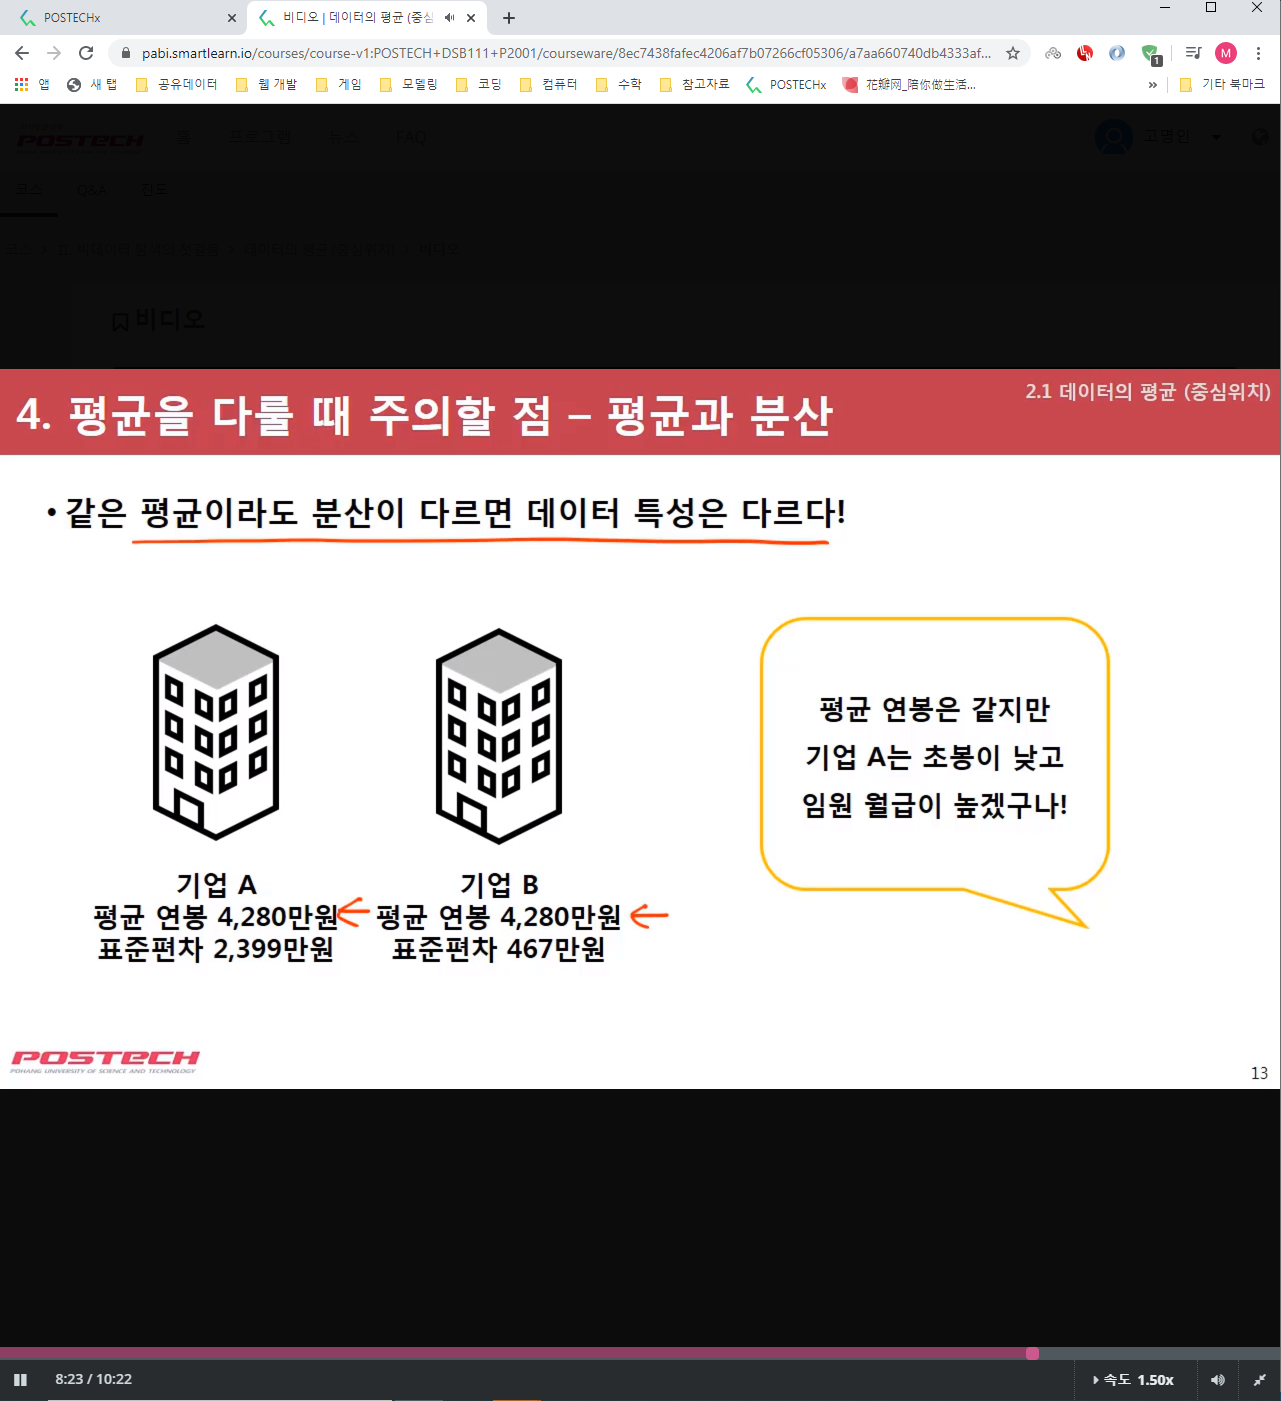 POSTECHx
비디오 | 데이터의 평균 (중심
pabi.smartlearn.io/courses/course-v1:POSTECH+DSB111+P2001/courseware/8ec7438fafec4206af7b07266cf05306/a7aa660740db4333af...
앱 새 탭 공유데이터 웹 개발 게임 모델링 코딩 컴퓨터 수학 참고자료 POSTECHx 花瓣网_陪你做生活... » 기타 북마크
POSTECH 홈 프로그램 뉴스 FAQ 고명인
코스 Q&A 진도
비디오
2.1 데이터의 평균 (중심위치)
4. 평균을 다룰 때 주의할 점 – 평균과 분산
• 같은 평균이라도 분산이 다르면 데이터 특성은 다르다!
평균 연봉은 같지만
기업 A는 초봉이 낮고
임원 월급이 높겠구나!
기업 A
평균 연봉 4,280만원
표준편차 2,399만원
기업 B
평균 연봉 4,280만원
표준편차 467만원
POSTECH
POHANG UNIVERSITY OF SCIENCE AND TECHNOLOGY
13
8:23 / 10:22
속도 1.50x